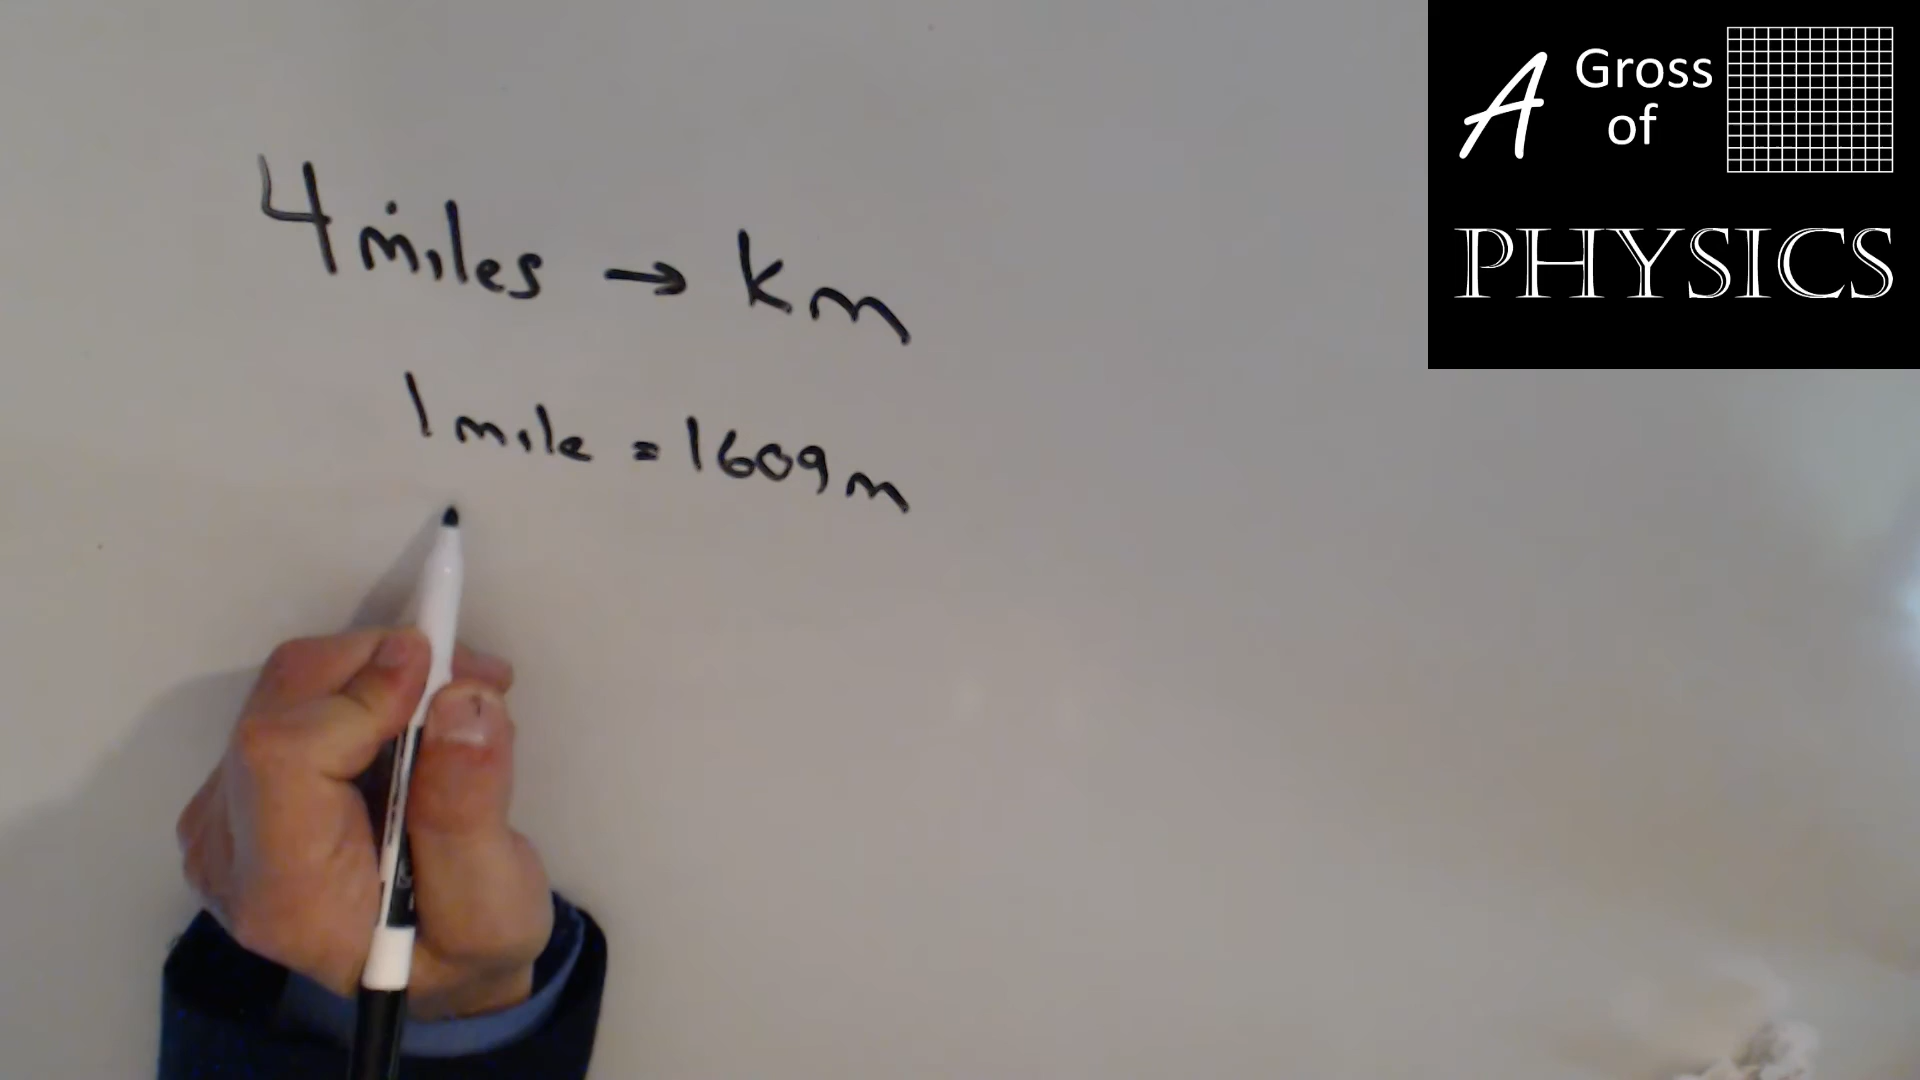 A Gross
of
PHYSICS
4 miles → km
1 mile = 1609 m